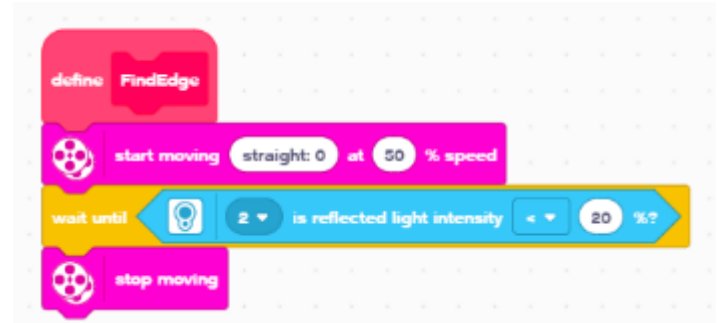 define FindEdge
start moving straight: 0 at 50 % speed
wait until 2 is reflected light intensity < 20 %?
stop moving